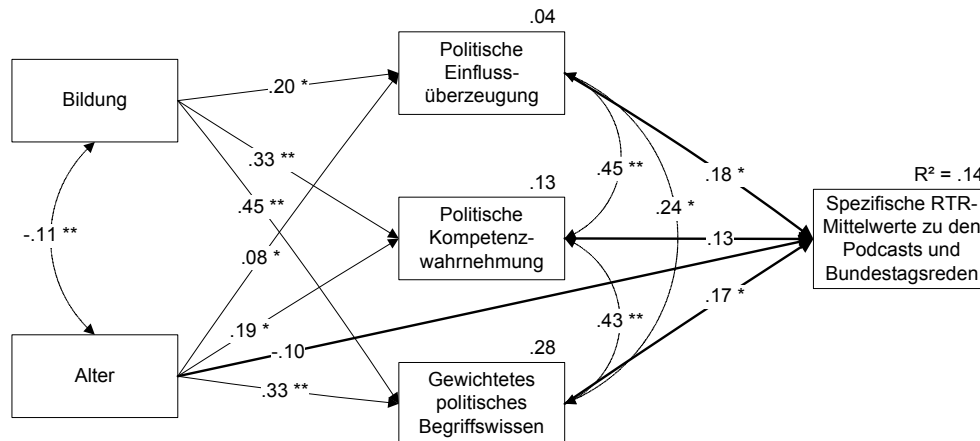 .04
Politische
Einfluss-
überzeugung
Bildung
.20 *
.33 **
.45 **
.08 *
-.11 **
.13
Politische
Kompetenz-
wahrnehmung
.45 **
.24 *
.18 *
.13
.17 *
R² = .14
Spezifische RTR-
Mittelwerte zu den
Podcasts und
Bundestagsreden
.19 *
-.10
.43 **
Alter
.33 **
.28
Gewichtetes
politisches
Begriffswissen